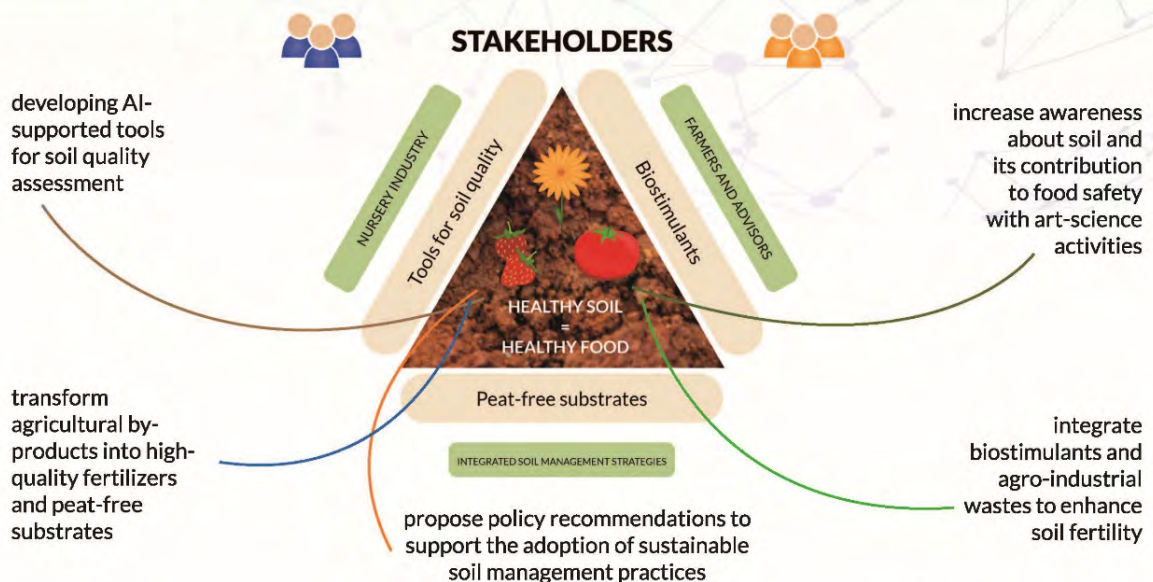 STAKEHOLDERS
developing AI-
supported tools
for soil quality
assessment
NURSERY INDUSTRY
Tools for soil quality
Biostimulants
FARMERS AND ADVISORS
increase awareness
about soil and
its contribution
to food safety
with art-science
activities
HEALTHY SOIL
=
HEALTHY FOOD
Peat-free substrates
INTEGRATED SOIL MANAGEMENT STRATEGIES
transform
agricultural by-
products into high-
quality fertilizers
and peat-free
substrates
propose policy recommendations to
support the adoption of sustainable
soil management practices
integrate
biostimulants and
agro-industrial
wastes to enhance
soil fertility